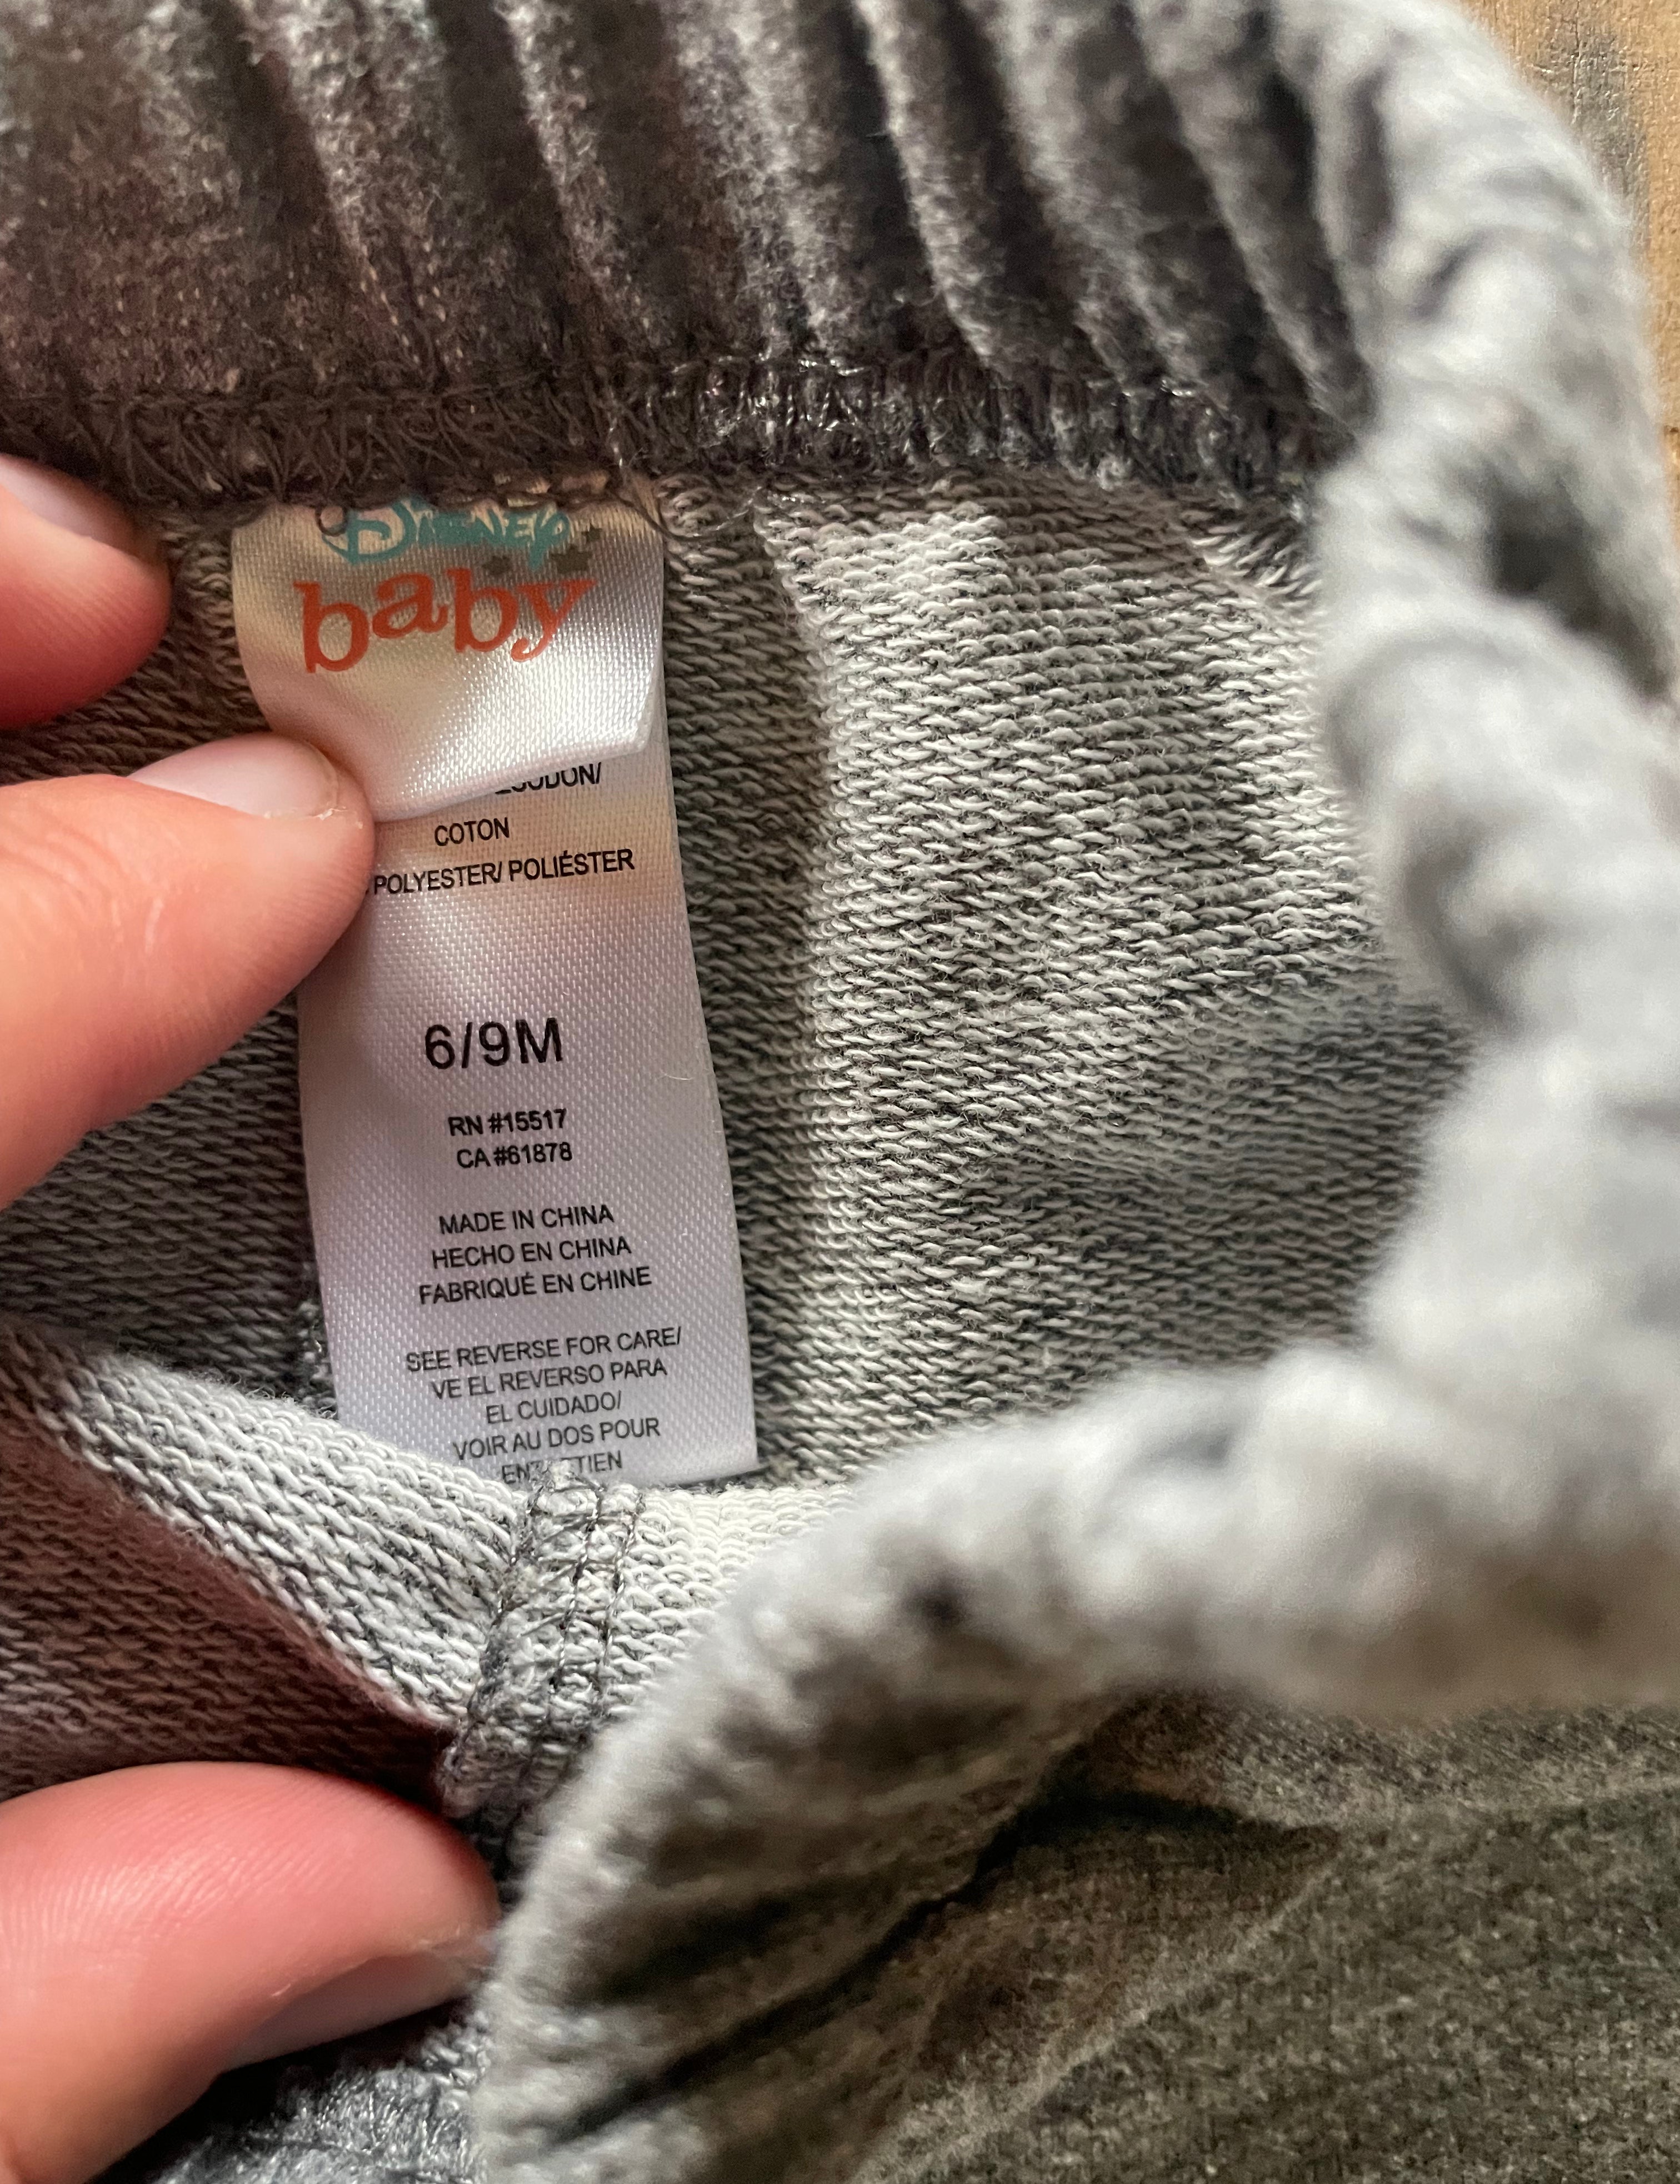 Disney
baby
COTON
POLYESTER/ POLIÉSTER
6/9M
RN #15517
CA #61878
MADE IN CHINA
HECHO EN CHINA
FABRIQUÉ EN CHINE
SEE REVERSE FOR CARE/
VE EL REVERSO PARA
EL CUIDADO/
VOIR AU DOS POUR